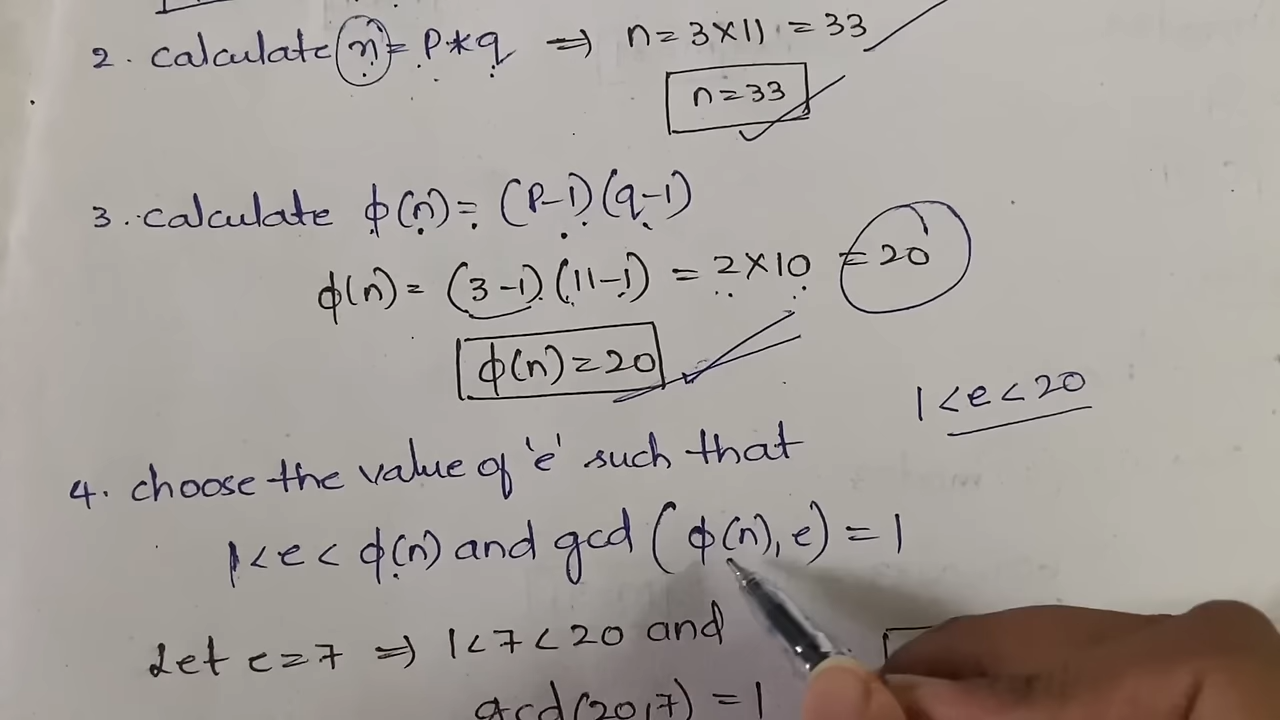 2. calculate n = P*q ⇒ n=3×11 = 33
n=33
3. calculate ϕ(n) = (P-1)(q-1)
ϕ(n) = (3-1)(11-1) = 2×10 = 20
ϕ(n)=20
1<e<20
4. choose the value of 'e' such that
1<e<ϕ(n) and gcd (ϕ(n), e) = 1
Let e=7 ⇒ 1<7<20 and
gcd(20,7) = 1